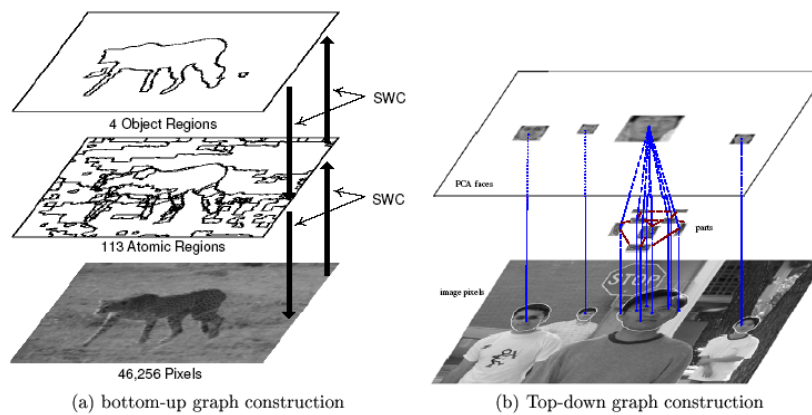 4 Object Regions
SWC
113 Atomic Regions
SWC
46,256 Pixels
(a) bottom-up graph construction
PCA faces
parts
image pixels
STOP
(b) Top-down graph construction